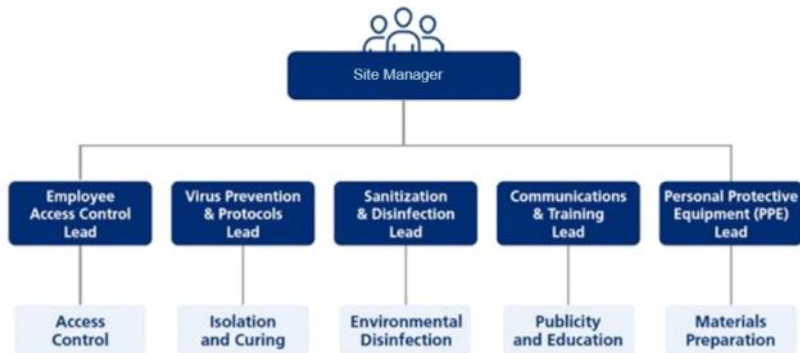 Site Manager
Employee
Access Control
Lead
Virus Prevention
& Protocols
Lead
Sanitization
& Disinfection
Lead
Communications
& Training
Lead
Personal Protective
Equipment (PPE)
Lead
Access
Control
Isolation
and Curing
Environmental
Disinfection
Publicity
and Education
Materials
Preparation